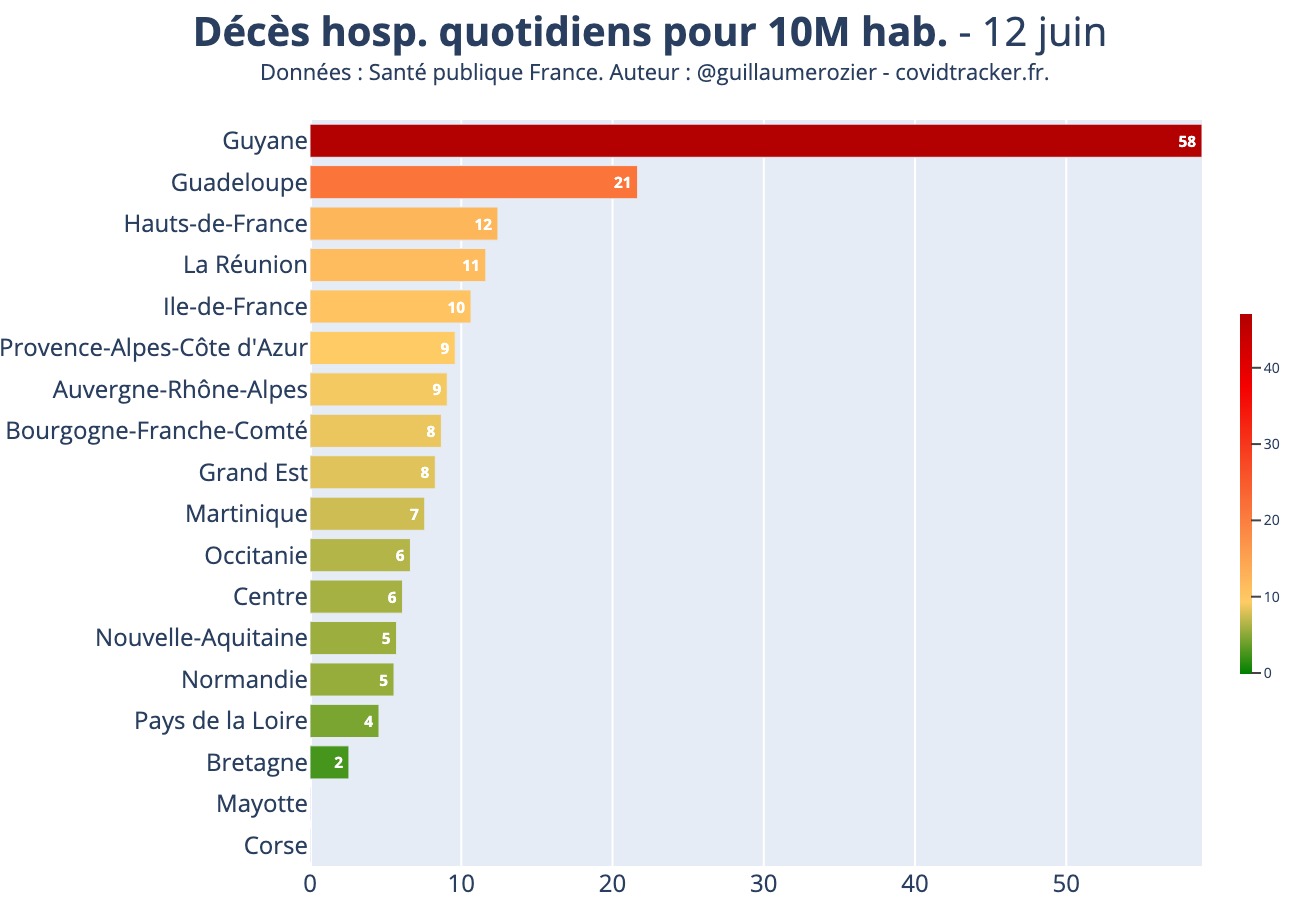 Décès hosp. quotidiens pour 10M hab. - 12 juin
Données : Santé publique France. Auteur : @guillaumerozier - covidtracker.fr.
Guyane 58
Guadeloupe 21
Hauts-de-France 12
La Réunion 11
Ile-de-France 10
Provence-Alpes-Côte d'Azur 9
Auvergne-Rhône-Alpes 9
Bourgogne-Franche-Comté 8
Grand Est 8
Martinique 7
Occitanie 6
Centre 6
Nouvelle-Aquitaine 5
Normandie 5
Pays de la Loire 4
Bretagne 2
Mayotte
Corse
0 10 20 30 40 50
40
30
20
10
0